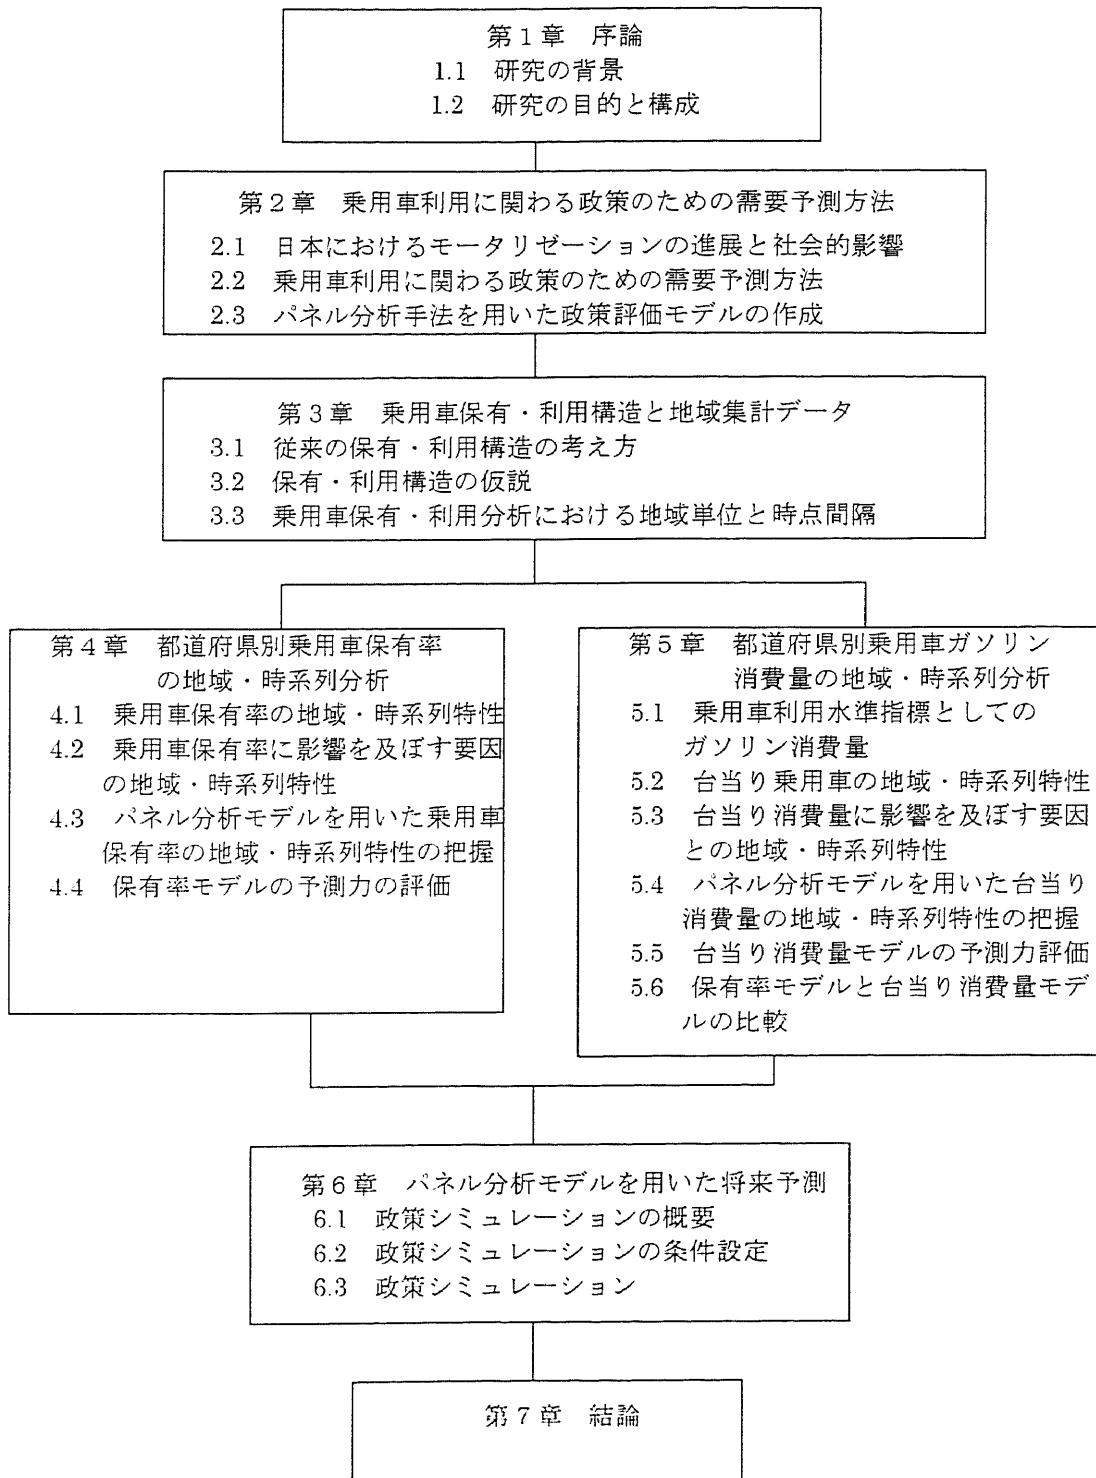 第1章　序論
1.1　研究の背景
1.2　研究の目的と構成
第2章　乗用車利用に関わる政策のための需要予測方法
2.1　日本におけるモータリゼーションの進展と社会的影響
2.2　乗用車利用に関わる政策のための需要予測方法
2.3　パネル分析手法を用いた政策評価モデルの作成
第3章　乗用車保有・利用構造と地域集計データ
3.1　従来の保有・利用構造の考え方
3.2　保有・利用構造の仮説
3.3　乗用車保有・利用分析における地域単位と時点間隔
第4章　都道府県別乗用車保有率
の地域・時系列分析
4.1　乗用車保有率の地域・時系列特性
4.2　乗用車保有率に影響を及ぼす要因
の地域・時系列特性
4.3　パネル分析モデルを用いた乗用車
保有率の地域・時系列特性の把握
4.4　保有率モデルの予測力の評価
第5章　都道府県別乗用車ガソリン
消費量の地域・時系列分析
5.1　乗用車利用水準指標としての
ガソリン消費量
5.2　台当り乗用車の地域・時系列特性
5.3　台当り消費量に影響を及ぼす要因
との地域・時系列特性
5.4　パネル分析モデルを用いた台当り
消費量の地域・時系列特性の把握
5.5　台当り消費量モデルの予測力評価
5.6　保有率モデルと台当り消費量モデ
ルの比較
第6章　パネル分析モデルを用いた将来予測
6.1　政策シミュレーションの概要
6.2　政策シミュレーションの条件設定
6.3　政策シミュレーション
第7章　結論